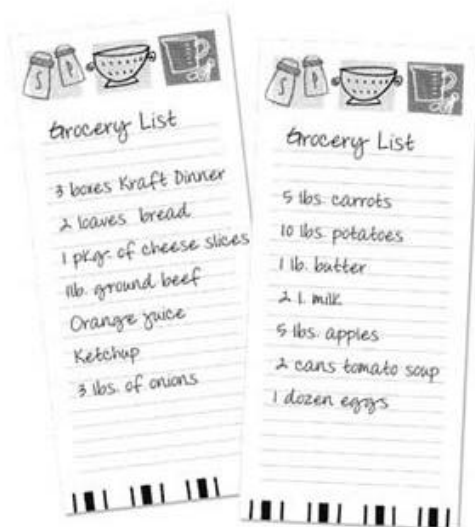 S P
Grocery List
3 boxes Kraft Dinner
2 loaves bread
1 pkg. of cheese slices
1lb. ground beef
Orange juice
Ketchup
3 lbs. of onions
S P
Grocery List
5 lbs. carrots
10 lbs. potatoes
1 lb. butter
2 l. milk
5 lbs. apples
2 cans tomato soup
1 dozen eggs